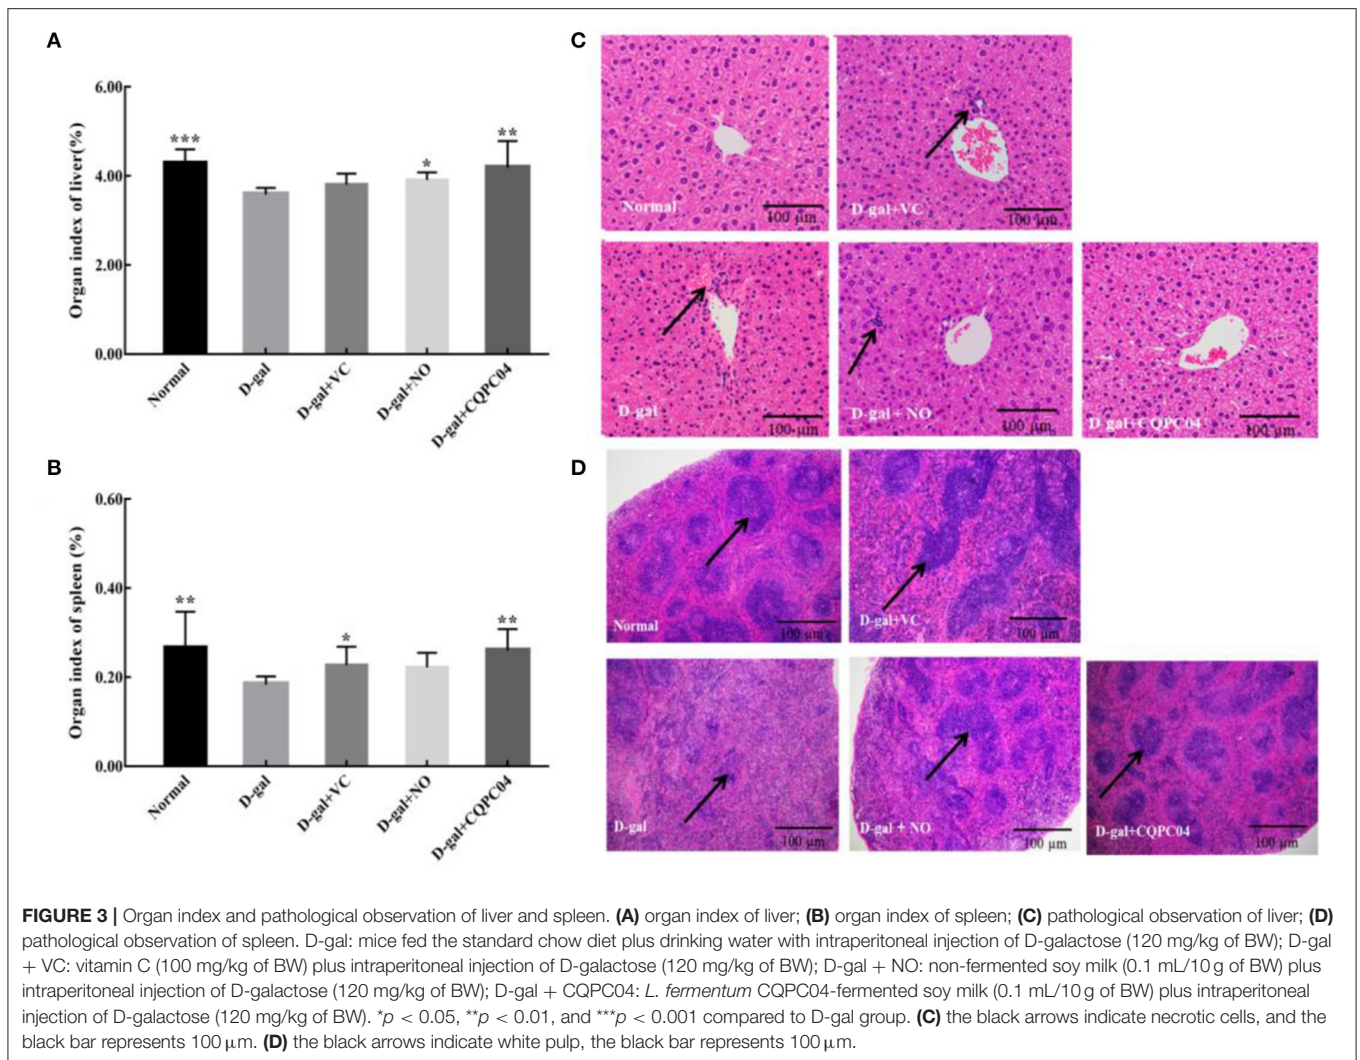 A
Organ index of liver(%)
6.00
4.00
2.00
0.00
***
*
**
Normal
D-gal
D-gal+VC
D-gal+NO
D-gal+CQPC04
B
Organ index of spleen (%)
0.60
0.40
0.20
0.00
**
*
**
Normal
D-gal
D-gal+VC
D-gal+NO
D-gal+CQPC04
C
Normal
100 µm
D-gal+VC
100 µm
D-gal
100 µm
D-gal+ NO
100 µm
D-gal+CQPC04
100 µm
D
Normal
100 µm
D-gal+VC
100 µm
D-gal
100 µm
D-gal + NO
100 µm
D-gal+CQPC04
100 µm
FIGURE 3 | Organ index and pathological observation of liver and spleen. (A) organ index of liver; (B) organ index of spleen; (C) pathological observation of liver; (D)
pathological observation of spleen. D-gal: mice fed the standard chow diet plus drinking water with intraperitoneal injection of D-galactose (120 mg/kg of BW); D-gal
+ VC: vitamin C (100 mg/kg of BW) plus intraperitoneal injection of D-galactose (120 mg/kg of BW); D-gal + NO: non-fermented soy milk (0.1 mL/10 g of BW) plus
intraperitoneal injection of D-galactose (120 mg/kg of BW); D-gal + CQPC04: L. fermentum CQPC04-fermented soy milk (0.1 mL/10 g of BW) plus intraperitoneal
injection of D-galactose (120 mg/kg of BW). *p < 0.05, **p < 0.01, and ***p < 0.001 compared to D-gal group. (C) the black arrows indicate necrotic cells, and the
black bar represents 100 µm. (D) the black arrows indicate white pulp, the black bar represents 100 µm.